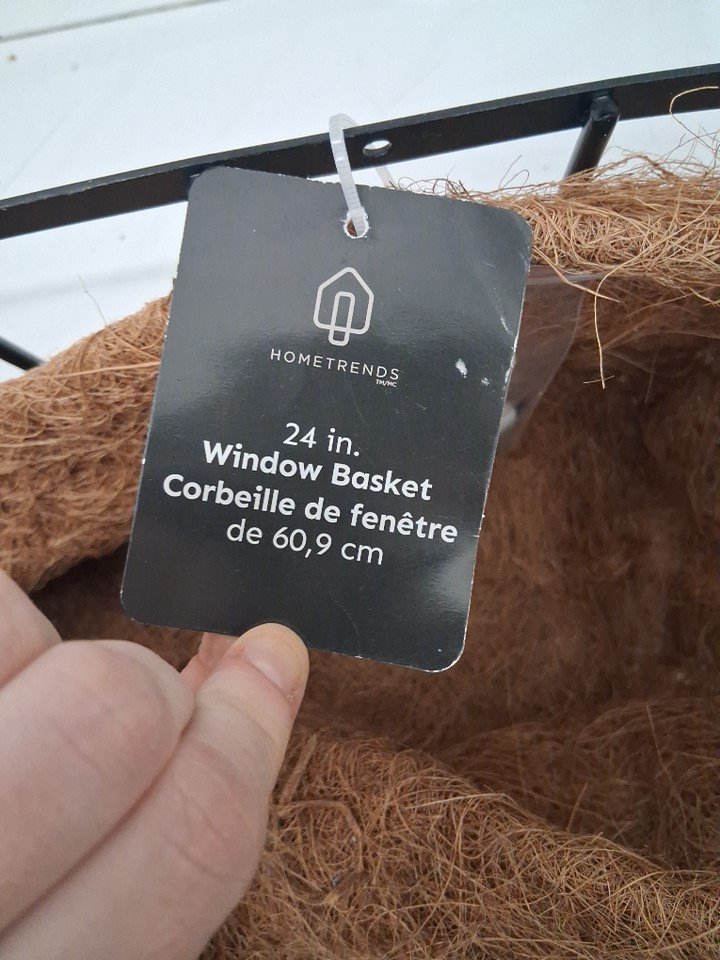 HOMETRENDS
TM/MC
24 in.
Window Basket
Corbeille de fenêtre
de 60,9 cm